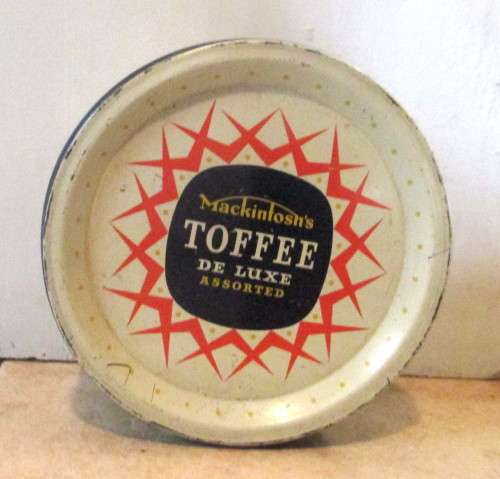 Mackintosh's
TOFFEE
DE LUXE
ASSORTED